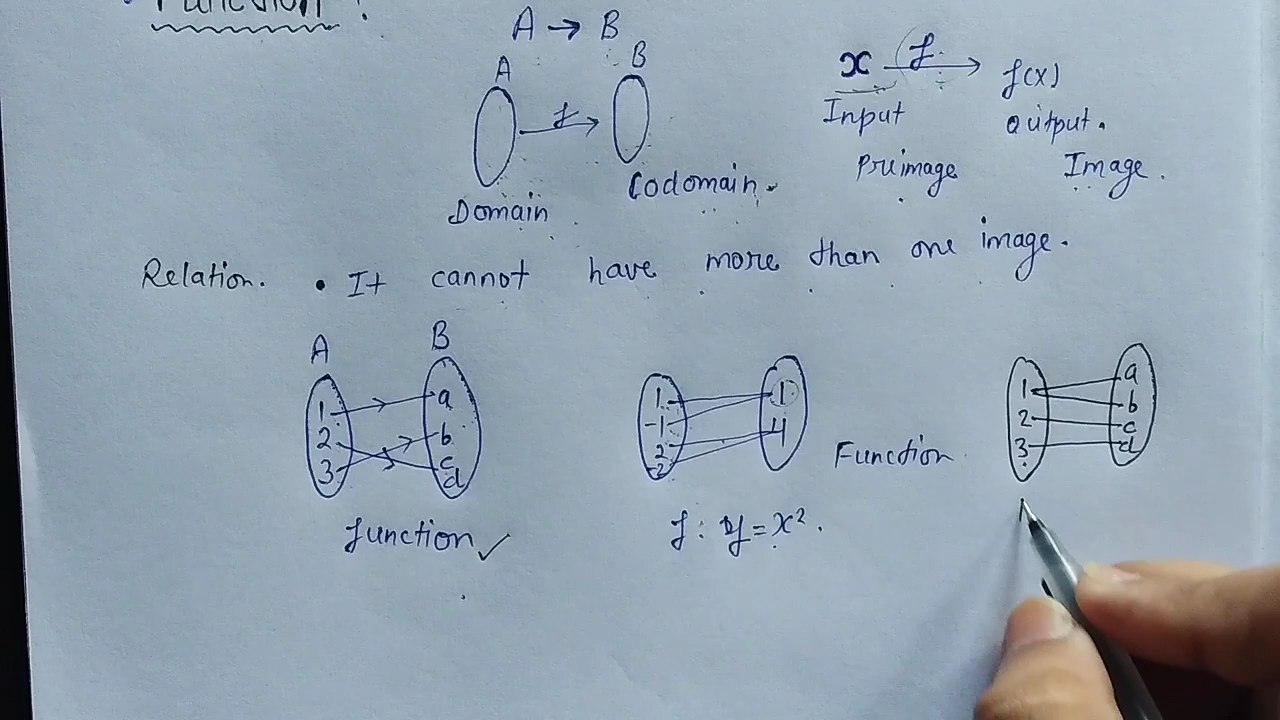 Function :
A → B
A B
f
Domain Codomain.
x f→ f(x)
Input output.
Preimage Image.
Relation. • It cannot have more than one image.
A B
1 a
2 b
3 c
d
function ✓
1 1
-1 4
2
-2
f : y = x².
Function
1 a
2 b
3 c
d